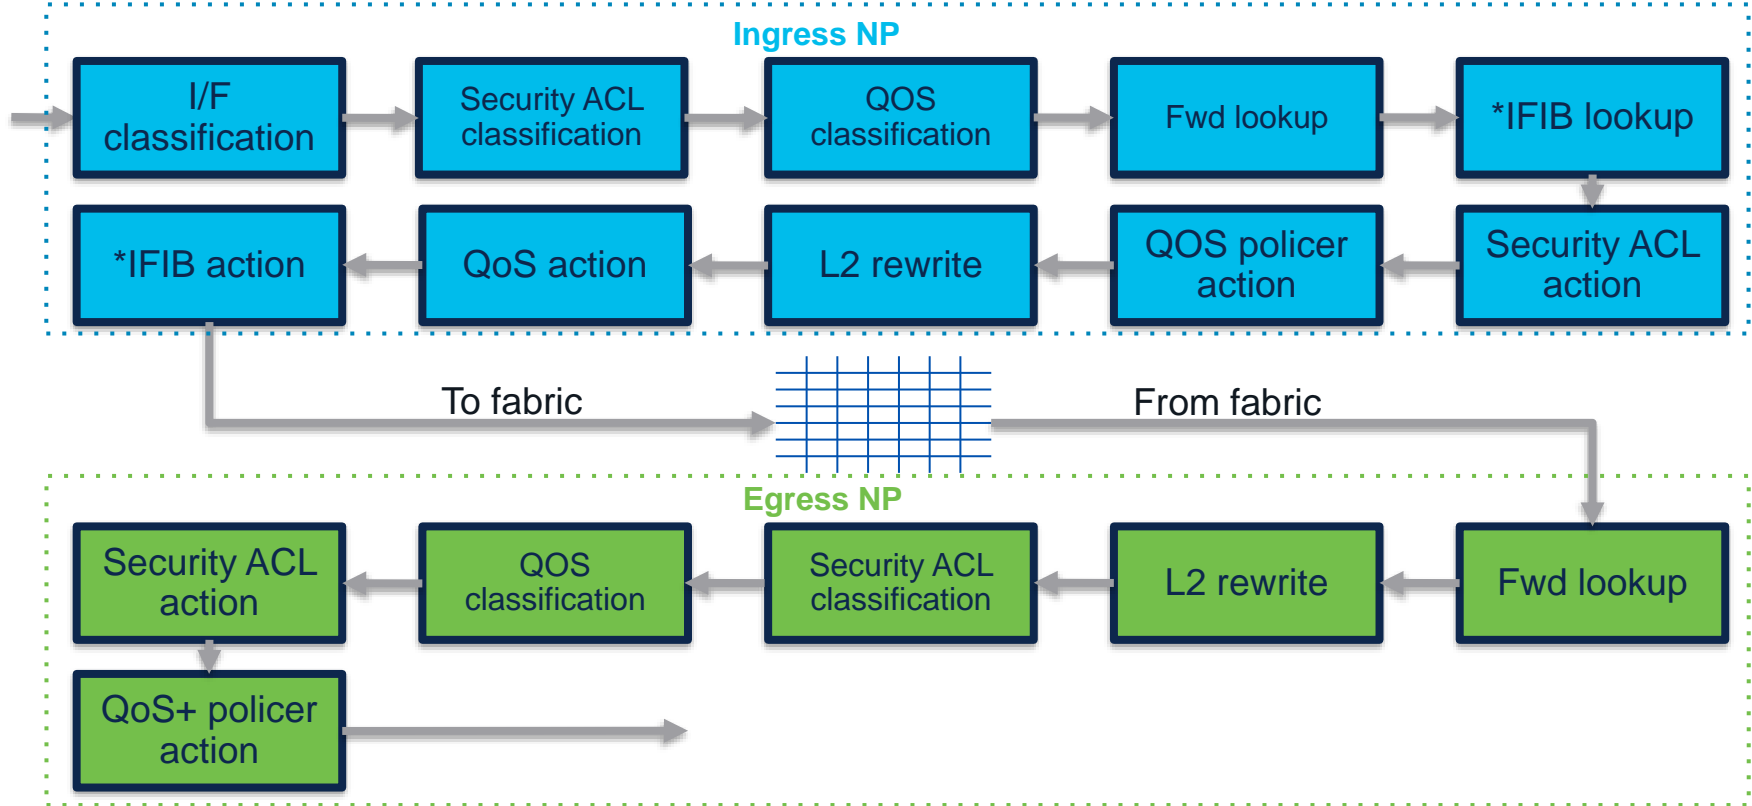 Ingress NP
I/F
classification
Security ACL
classification
QOS
classification
Fwd lookup
*IFIB lookup
*IFIB action
QoS action
L2 rewrite
QOS policer
action
Security ACL
action
To fabric
From fabric
Egress NP
Security ACL
action
QOS
classification
Security ACL
classification
L2 rewrite
Fwd lookup
QoS+ policer
action